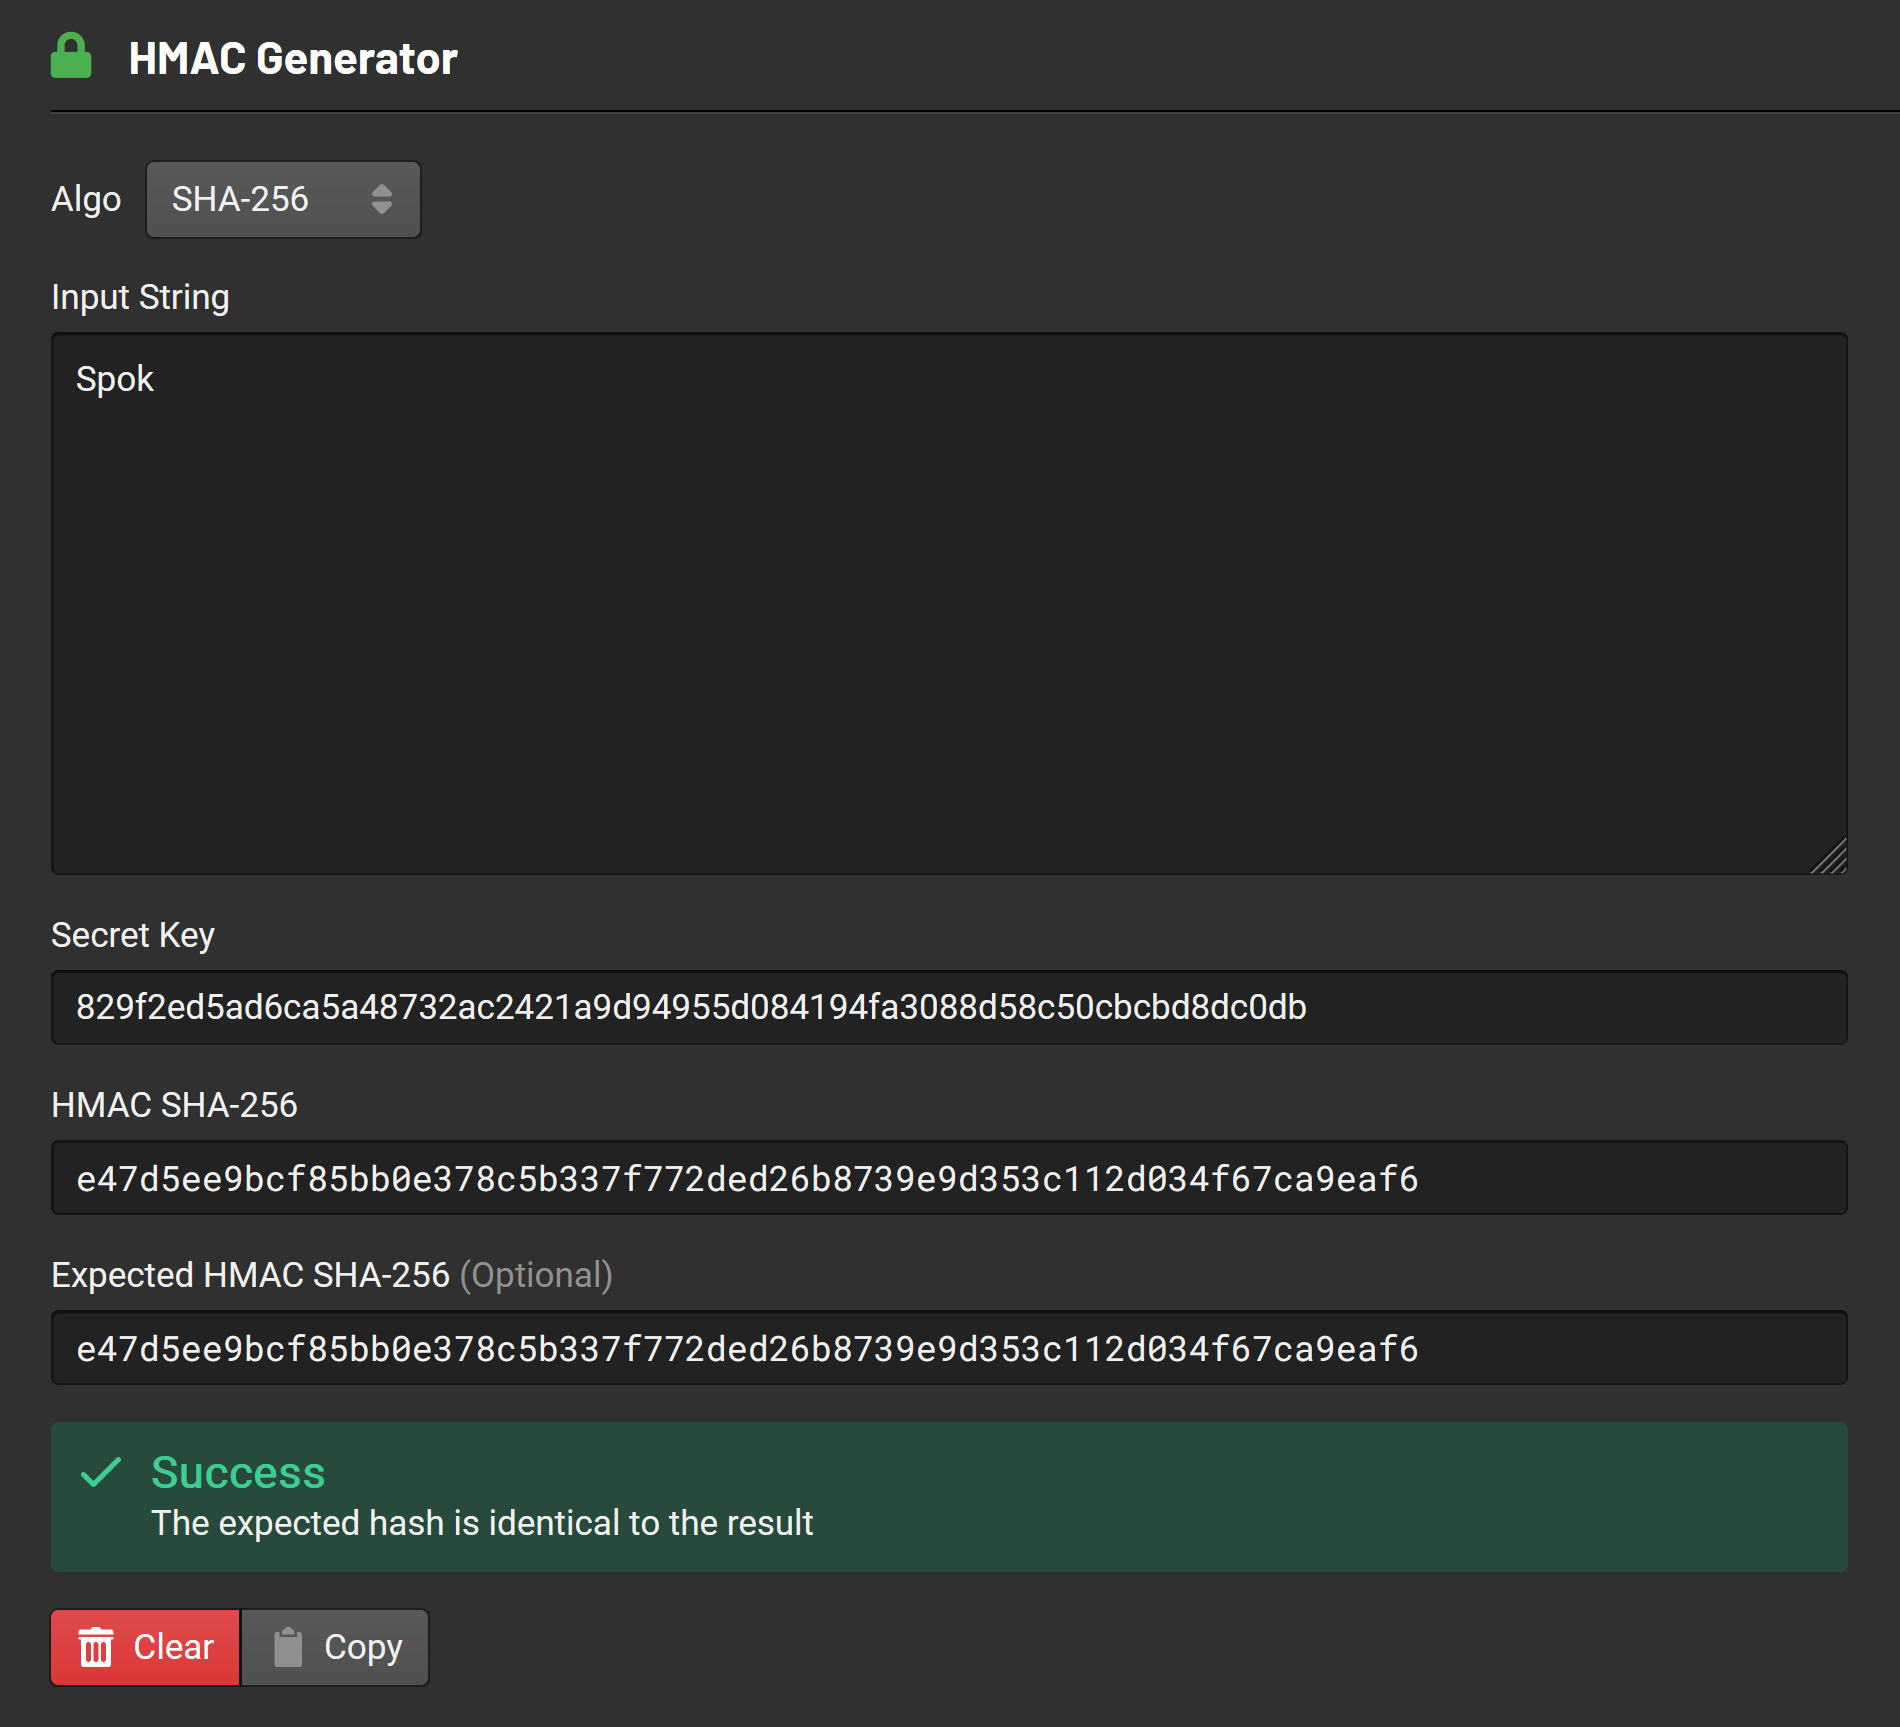 HMAC Generator
Algo SHA-256
Input String
Spok
Secret Key
829f2ed5ad6ca5a48732ac2421a9d94955d084194fa3088d58c50cbcbd8dc0db
HMAC SHA-256
e47d5ee9bcf85bb0e378c5b337f772ded26b8739e9d353c112d034f67ca9eaf6
Expected HMAC SHA-256 (Optional)
e47d5ee9bcf85bb0e378c5b337f772ded26b8739e9d353c112d034f67ca9eaf6
Success
The expected hash is identical to the result
Clear Copy